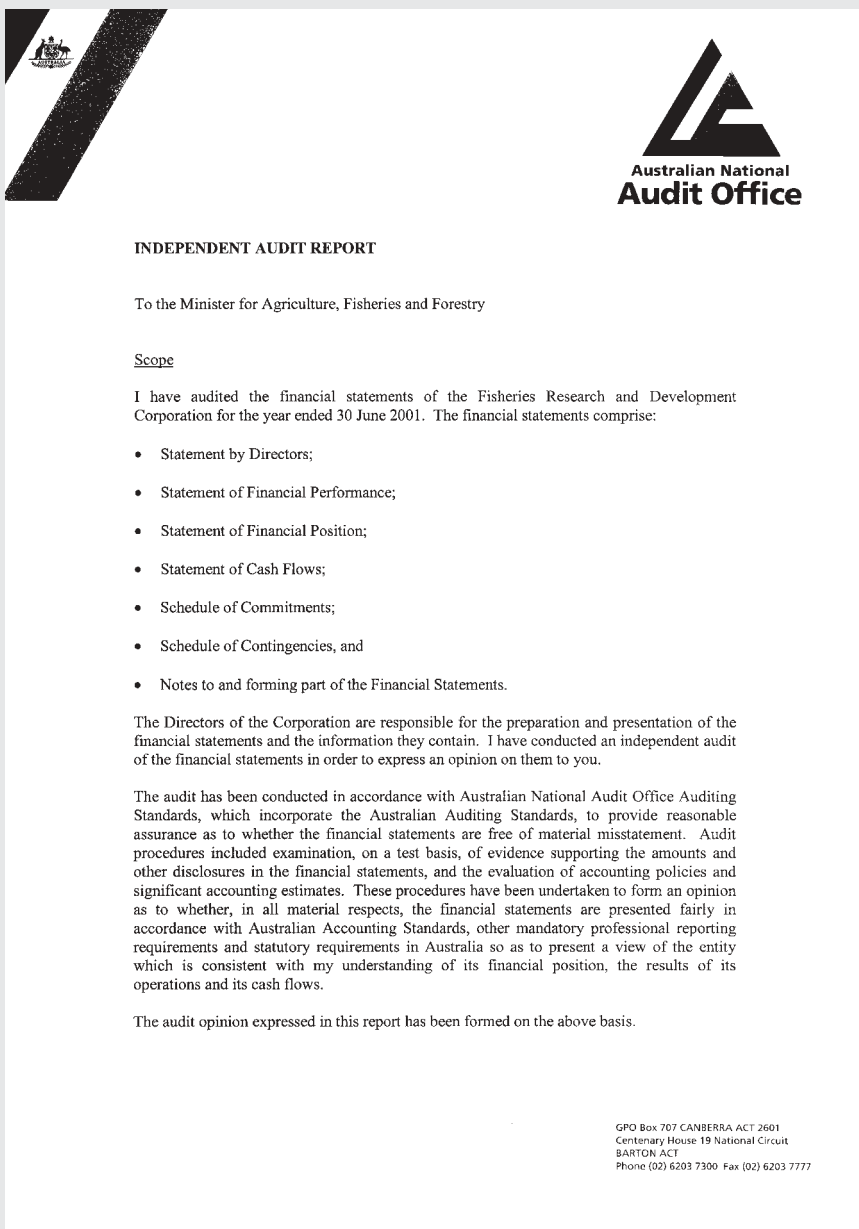 AUSTRALIA
Australian National
Audit Office
INDEPENDENT AUDIT REPORT
To the Minister for Agriculture, Fisheries and Forestry
Scope
I have audited the financial statements of the Fisheries Research and Development
Corporation for the year ended 30 June 2001. The financial statements comprise:
• Statement by Directors;
• Statement of Financial Performance;
• Statement of Financial Position;
• Statement of Cash Flows;
• Schedule of Commitments;
• Schedule of Contingencies, and
• Notes to and forming part of the Financial Statements.
The Directors of the Corporation are responsible for the preparation and presentation of the
financial statements and the information they contain. I have conducted an independent audit
of the financial statements in order to express an opinion on them to you.
The audit has been conducted in accordance with Australian National Audit Office Auditing
Standards, which incorporate the Australian Auditing Standards, to provide reasonable
assurance as to whether the financial statements are free of material misstatement. Audit
procedures included examination, on a test basis, of evidence supporting the amounts and
other disclosures in the financial statements, and the evaluation of accounting policies and
significant accounting estimates. These procedures have been undertaken to form an opinion
as to whether, in all material respects, the financial statements are presented fairly in
accordance with Australian Accounting Standards, other mandatory professional reporting
requirements and statutory requirements in Australia so as to present a view of the entity
which is consistent with my understanding of its financial position, the results of its
operations and its cash flows.
The audit opinion expressed in this report has been formed on the above basis.
GPO Box 707 CANBERRA ACT 2601
Centenary House 19 National Circuit
BARTON ACT
Phone (02) 6203 7300 Fax (02) 6203 7777